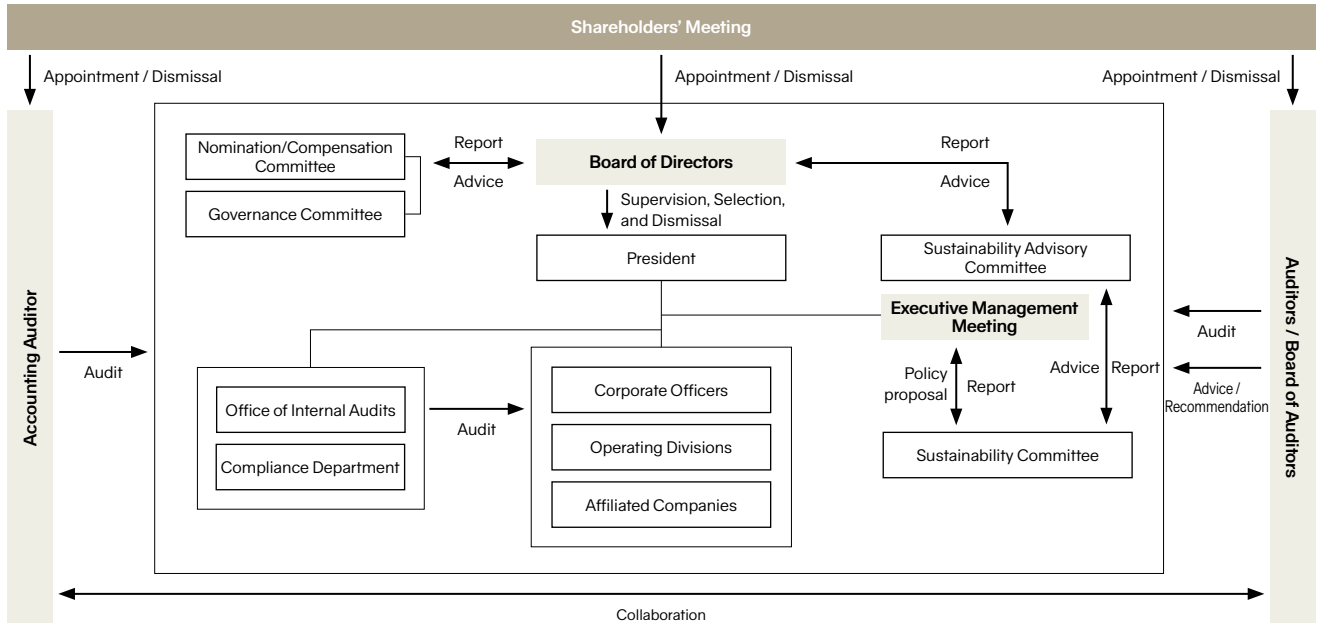 Shareholders' Meeting
Appointment / Dismissal
Appointment / Dismissal
Appointment / Dismissal
Accounting Auditor
Audit
Nomination/Compensation
Committee
Governance Committee
Report
Advice
Board of Directors
Supervision, Selection,
and Dismissal
President
Report
Advice
Sustainability Advisory
Committee
Executive Management
Meeting
Policy
proposal
Report
Advice
Report
Sustainability Committee
Office of Internal Audits
Compliance Department
Audit
Corporate Officers
Operating Divisions
Affiliated Companies
Audit
Advice /
Recommendation
Auditors / Board of Auditors
Collaboration